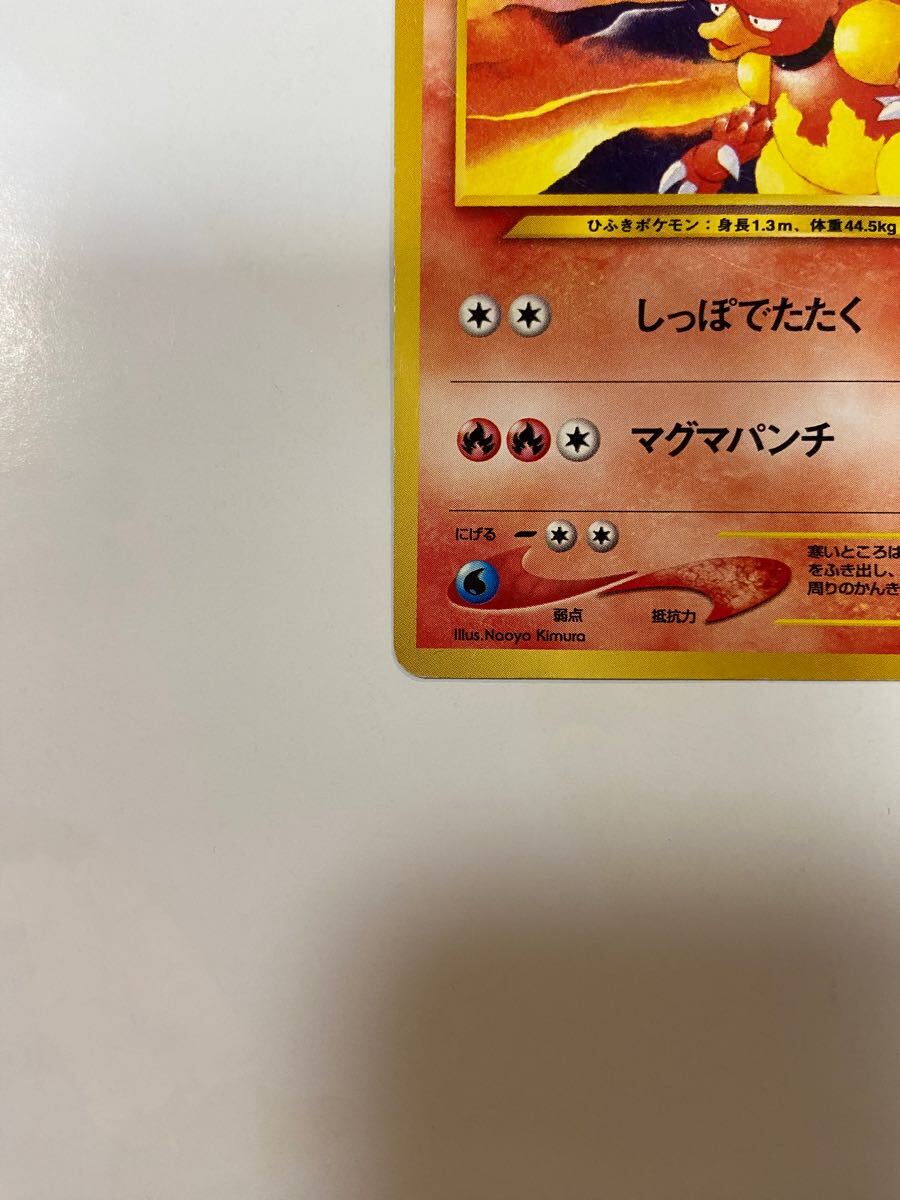 ひふきポケモン：身長1.3m、体重44.5kg
しっぽでたたく
マグマパンチ
にげる
寒いところは
をふき出し、
周りのかんき
弱点
抵抗力
Illus.Naoyo Kimura